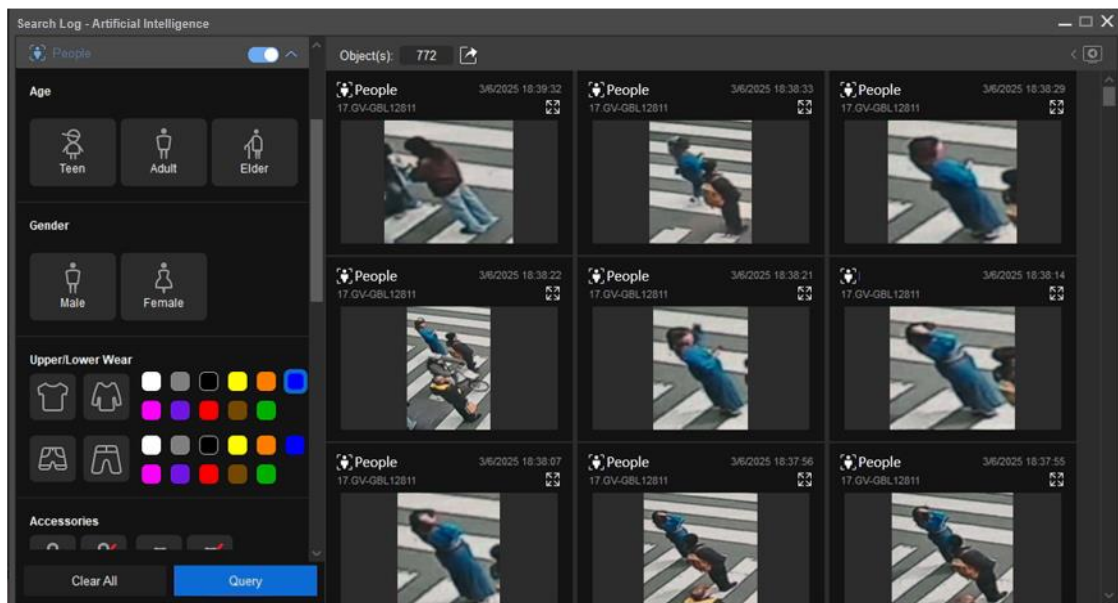 Search Log - Artificial Intelligence
People
Object(s): 772
Age
Teen
Adult
Elder
Gender
Male
Female
Upper/Lower Wear
Accessories
Clear All
Query
People 3/6/2025 18:39:32
17.GV-GBL12811
People 3/6/2025 18:38:33
17.GV-GBL12811
People 3/6/2025 18:38:29
17.GV-GBL12811
People 3/6/2025 18:38:22
17.GV-GBL12811
People 3/6/2025 18:38:21
17.GV-GBL12811
3/6/2025 18:38:14
17.GV-GBL12811
People 3/6/2025 18:38:07
17.GV-GBL12811
People 3/6/2025 18:37:56
17.GV-GBL12811
People 3/6/2025 18:37:55
17.GV-GBL12811